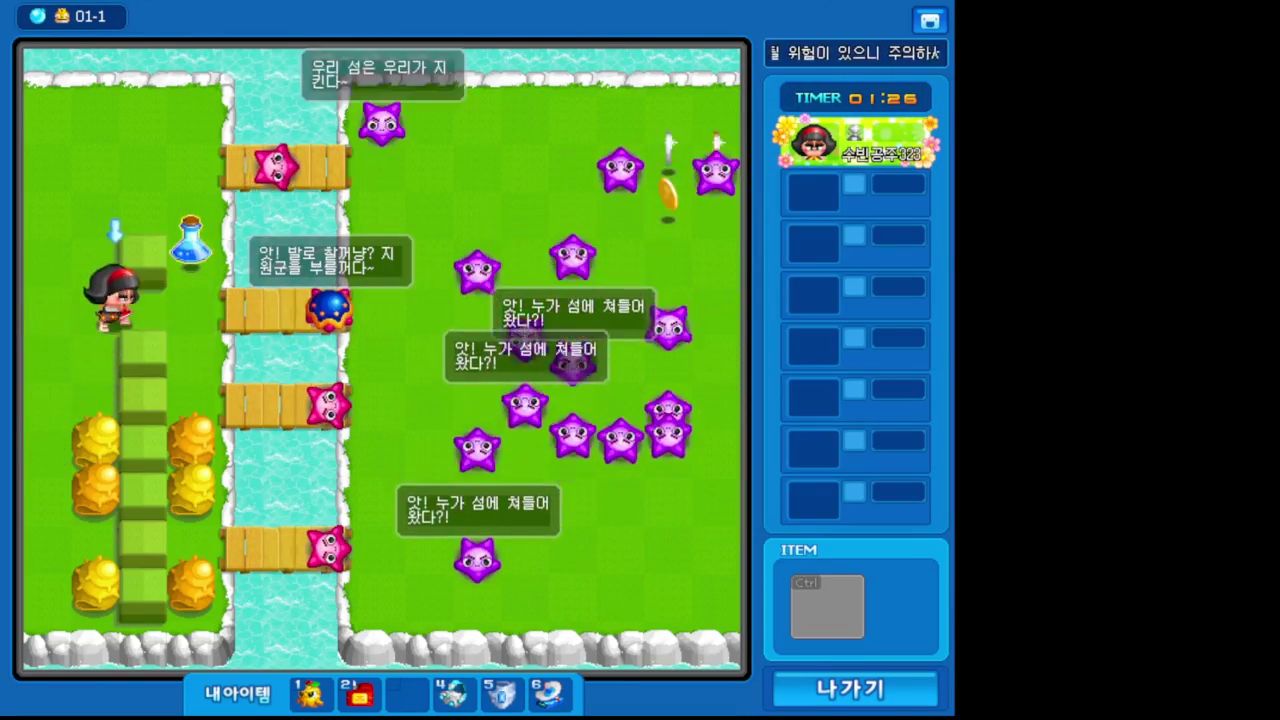 01-1
우리 섬은 우리가 지
킨다~
위험이 있으니 주의하
TIMER 01:26
수빈공주023
앗! 발로 찰꺼냥? 지
원군을 부를꺼다~
앗! 누가 섬에 쳐들어
왔다?!
앗! 누가 섬에 쳐들어
왔다?!
앗! 누가 섬에 쳐들어
왔다?!
ITEM
Ctrl
내아이템
1
2
4
5
6
나가기